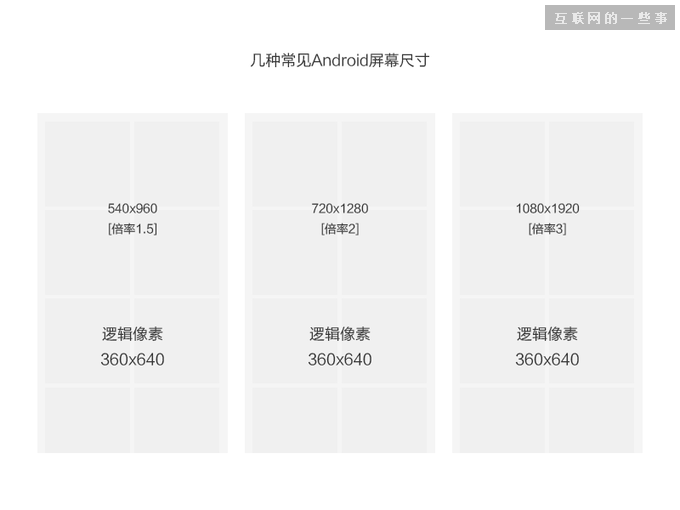 互联网的一些事
几种常见Android屏幕尺寸
540x960
[倍率1.5]
逻辑像素
360x640
720x1280
[倍率2]
逻辑像素
360x640
1080x1920
[倍率3]
逻辑像素
360x640